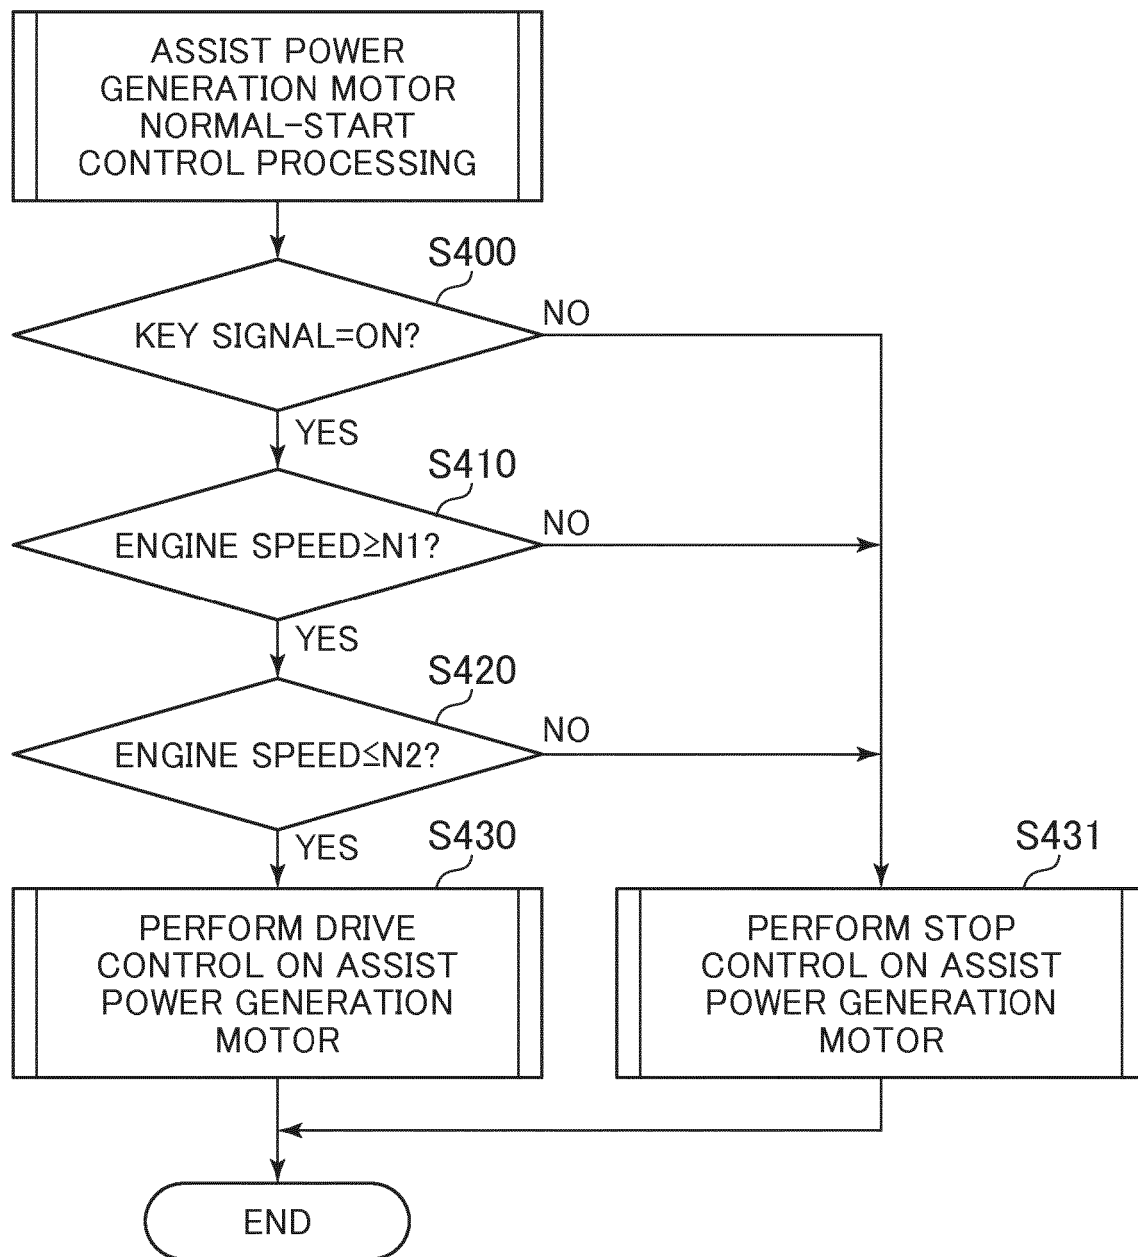 ASSIST POWER
GENERATION MOTOR
NORMAL-START
CONTROL PROCESSING
S400
KEY SIGNAL=ON?
NO
YES
S410
ENGINE SPEED≥N1?
NO
YES
S420
ENGINE SPEED≤N2?
NO
YES
S430
PERFORM DRIVE
CONTROL ON ASSIST
POWER GENERATION
MOTOR
S431
PERFORM STOP
CONTROL ON ASSIST
POWER GENERATION
MOTOR
END